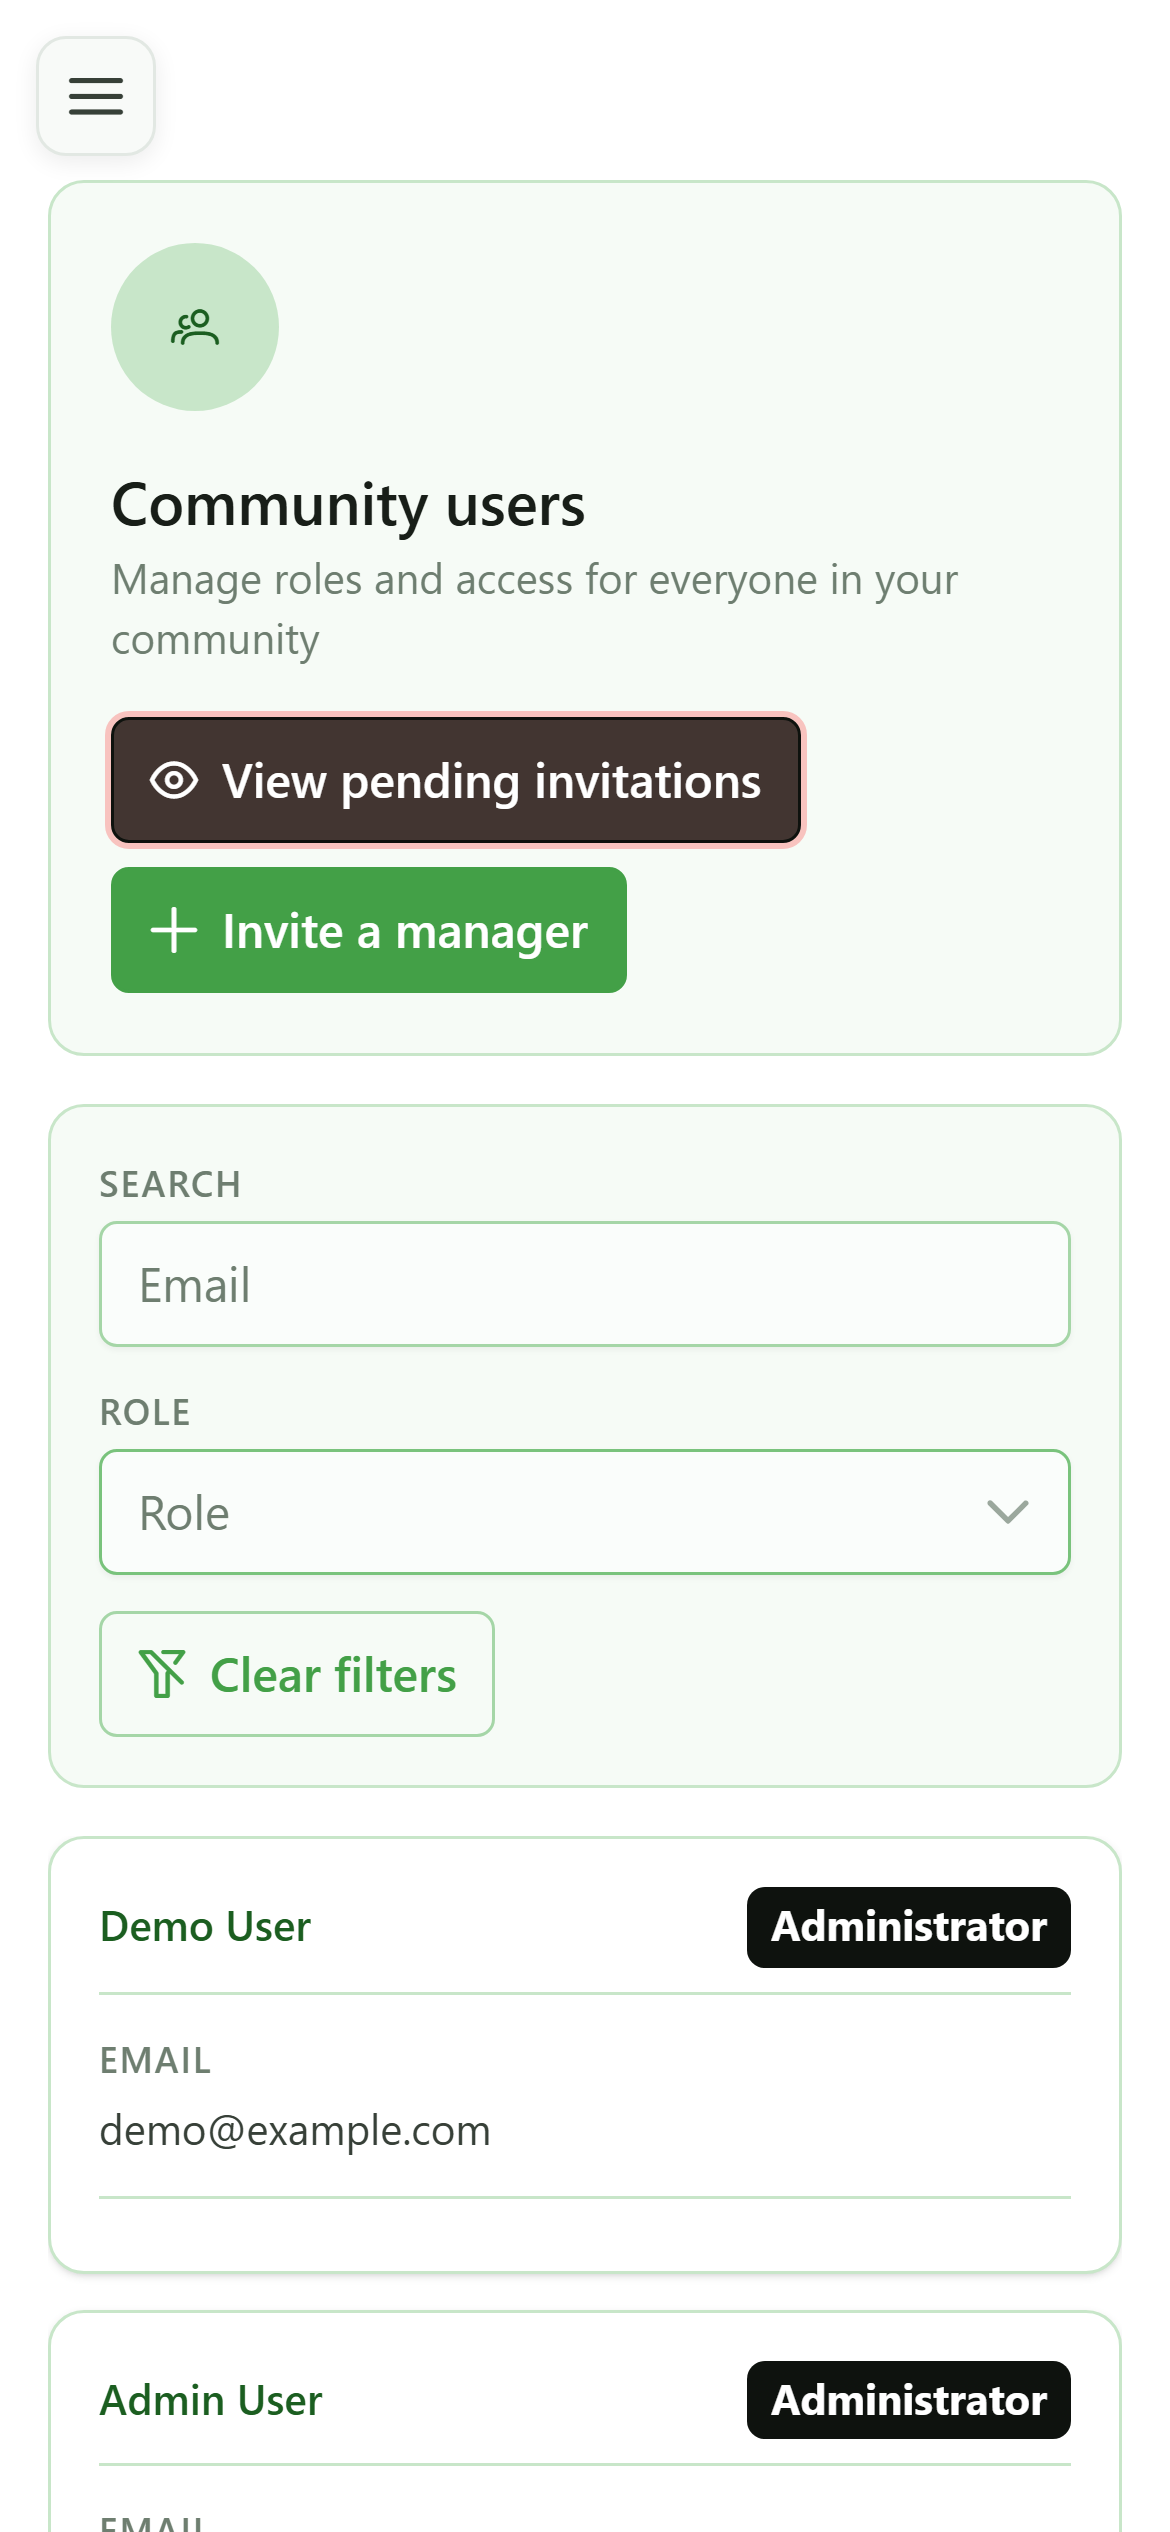 Community users
Manage roles and access for everyone in your
community
View pending invitations
Invite a manager
SEARCH
Email
ROLE
Role
Clear filters
Demo User
Administrator
EMAIL
demo@example.com
Admin User
Administrator
EMAIL